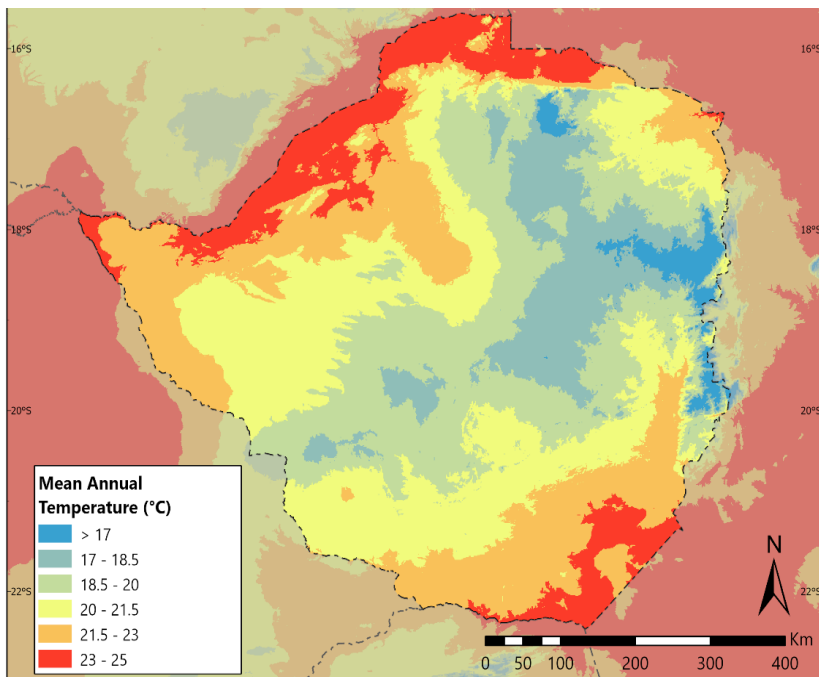 16°S
16°S
18°S
18°S
20°S
20°S
22°S
22°S
Mean Annual
Temperature (°C)
> 17
17 - 18.5
18.5 - 20
20 - 21.5
21.5 - 23
23 - 25
N
Km
0 50 100 200 300 400